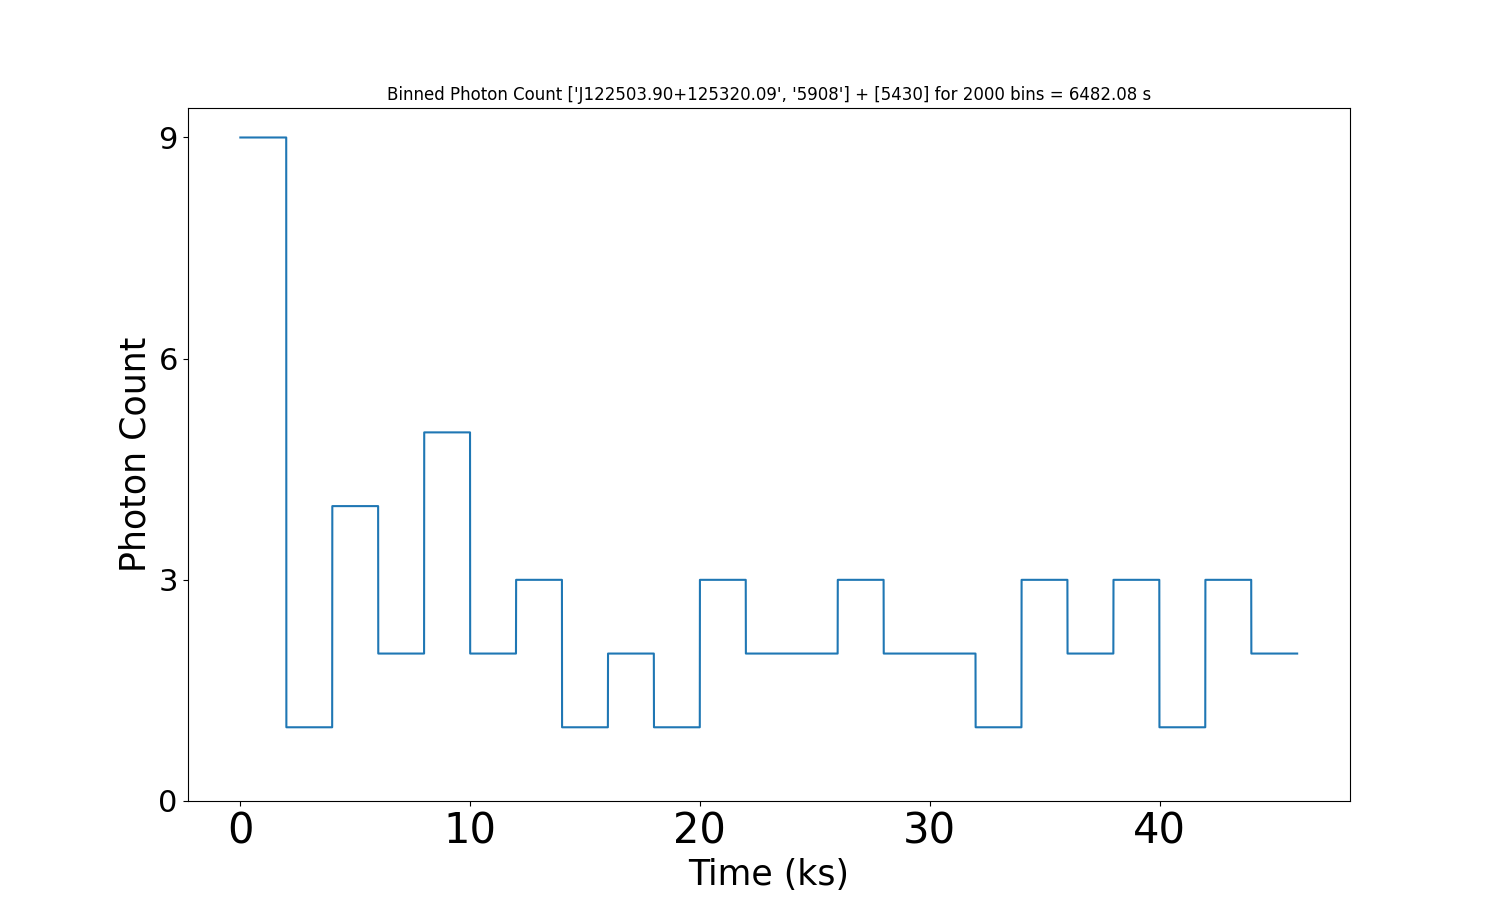 Binned Photon Count ['J122503.90+125320.09', '5908'] + [5430] for 2000 bins = 6482.08 s
9
6
3
0
Photon Count
0 10 20 30 40
Time (ks)